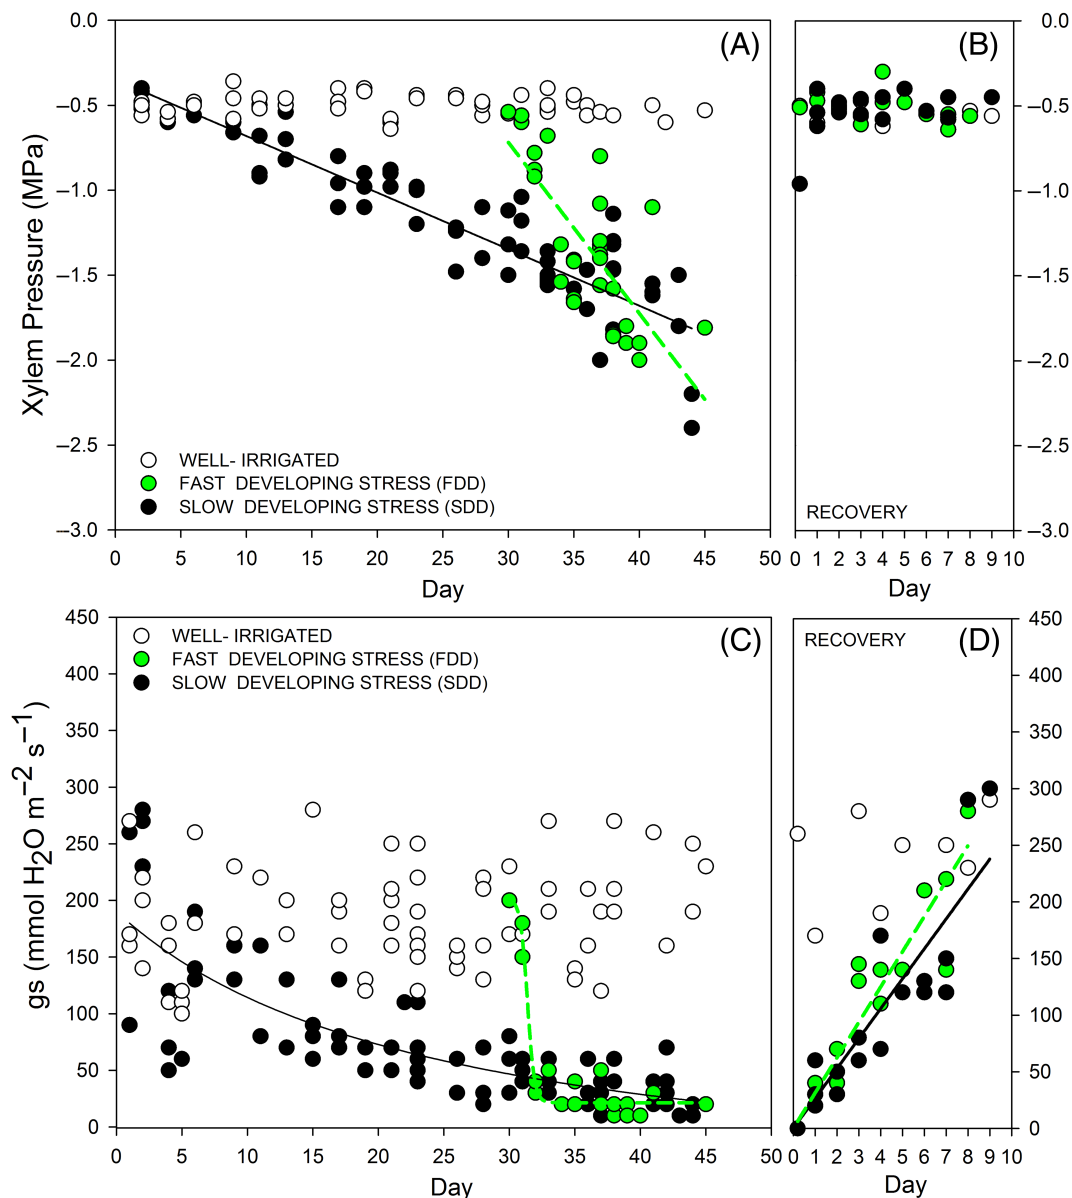 (A)
(B)
0.0
–0.5
–1.0
–1.5
–2.0
–2.5
–3.0
Xylem Pressure (MPa)
WELL- IRRIGATED
FAST DEVELOPING STRESS (FDD)
SLOW DEVELOPING STRESS (SDD)
RECOVERY
0.0
–0.5
–1.0
–1.5
–2.0
–2.5
–3.0
0 5 10 15 20 25 30 35 40 45 50
0 1 2 3 4 5 6 7 8 9 10
Day
Day
450
400
350
300
250
200
150
100
50
0
gs (mmol H2O m−2 s−1)
WELL- IRRIGATED
FAST DEVELOPING STRESS (FDD)
SLOW DEVELOPING STRESS (SDD)
(C)
RECOVERY
(D)
450
400
350
300
250
200
150
100
50
0
0 5 10 15 20 25 30 35 40 45 50
0 1 2 3 4 5 6 7 8 9 10
Day
Day